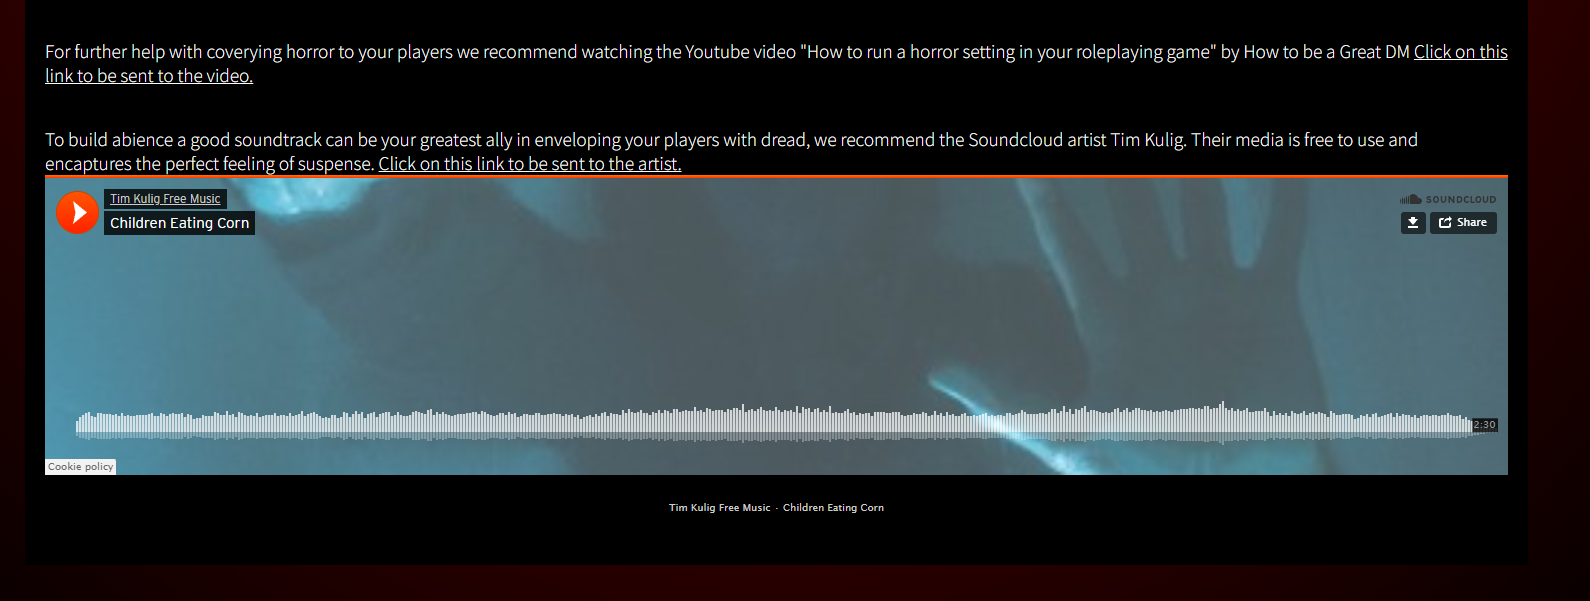 For further help with coverying horror to your players we recommend watching the Youtube video "How to run a horror setting in your roleplaying game" by How to be a Great DM Click on this
link to be sent to the video.
To build abience a good soundtrack can be your greatest ally in enveloping your players with dread, we recommend the Soundcloud artist Tim Kulig. Their media is free to use and
encaptures the perfect feeling of suspense. Click on this link to be sent to the artist.
Tim Kulig Free Music
SOUNDCLOUD
Children Eating Corn
Share
2:30
Cookie policy
Tim Kulig Free Music · Children Eating Corn